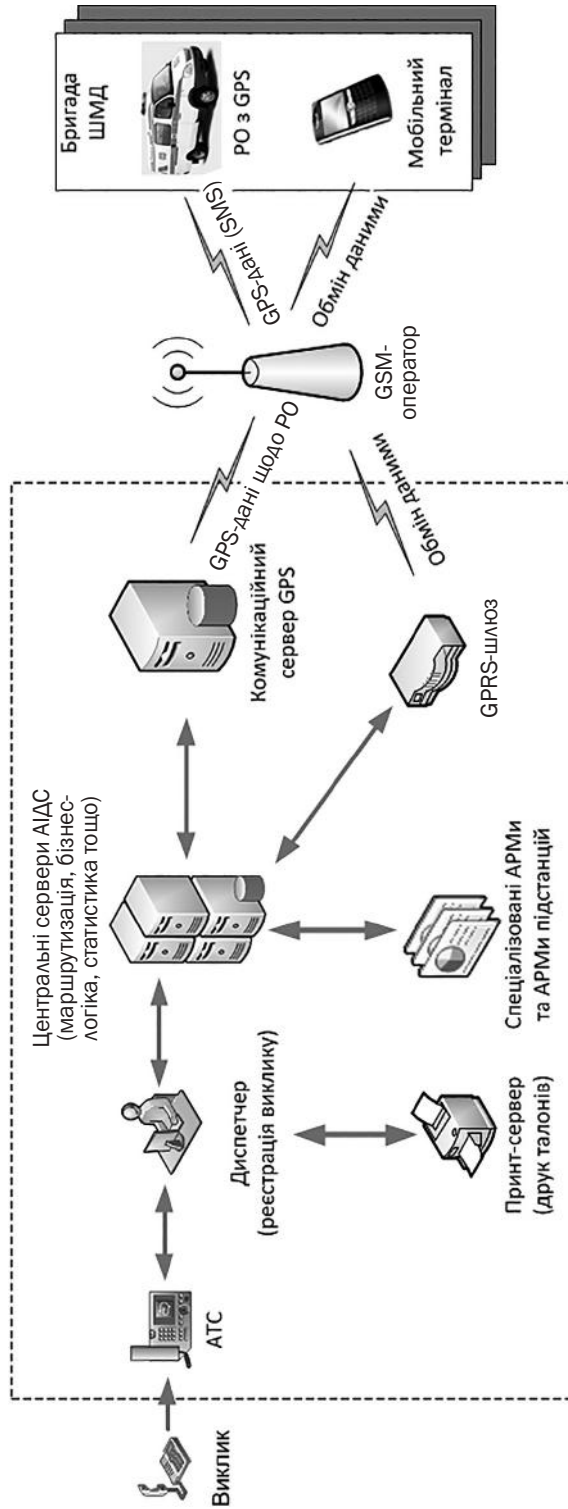 Виклик
АТС
Диспетчер
(реєстрація виклику)
Принт-сервер
(друк талонів)
Центральні сервери АІДС
(маршрутизація, бізнес-
логіка, статистика тощо)
Спеціалізовані АРМи
та АРМи підстанцій
Комунікаційний
сервер GPS
GPRS-шлюз
GPS-дані щодо РО
Обмін даними
GSM-
оператор
GPS-дані (SMS)
Обмін даними
Бригада
ШМД
РО з GPS
Мобільний
термінал